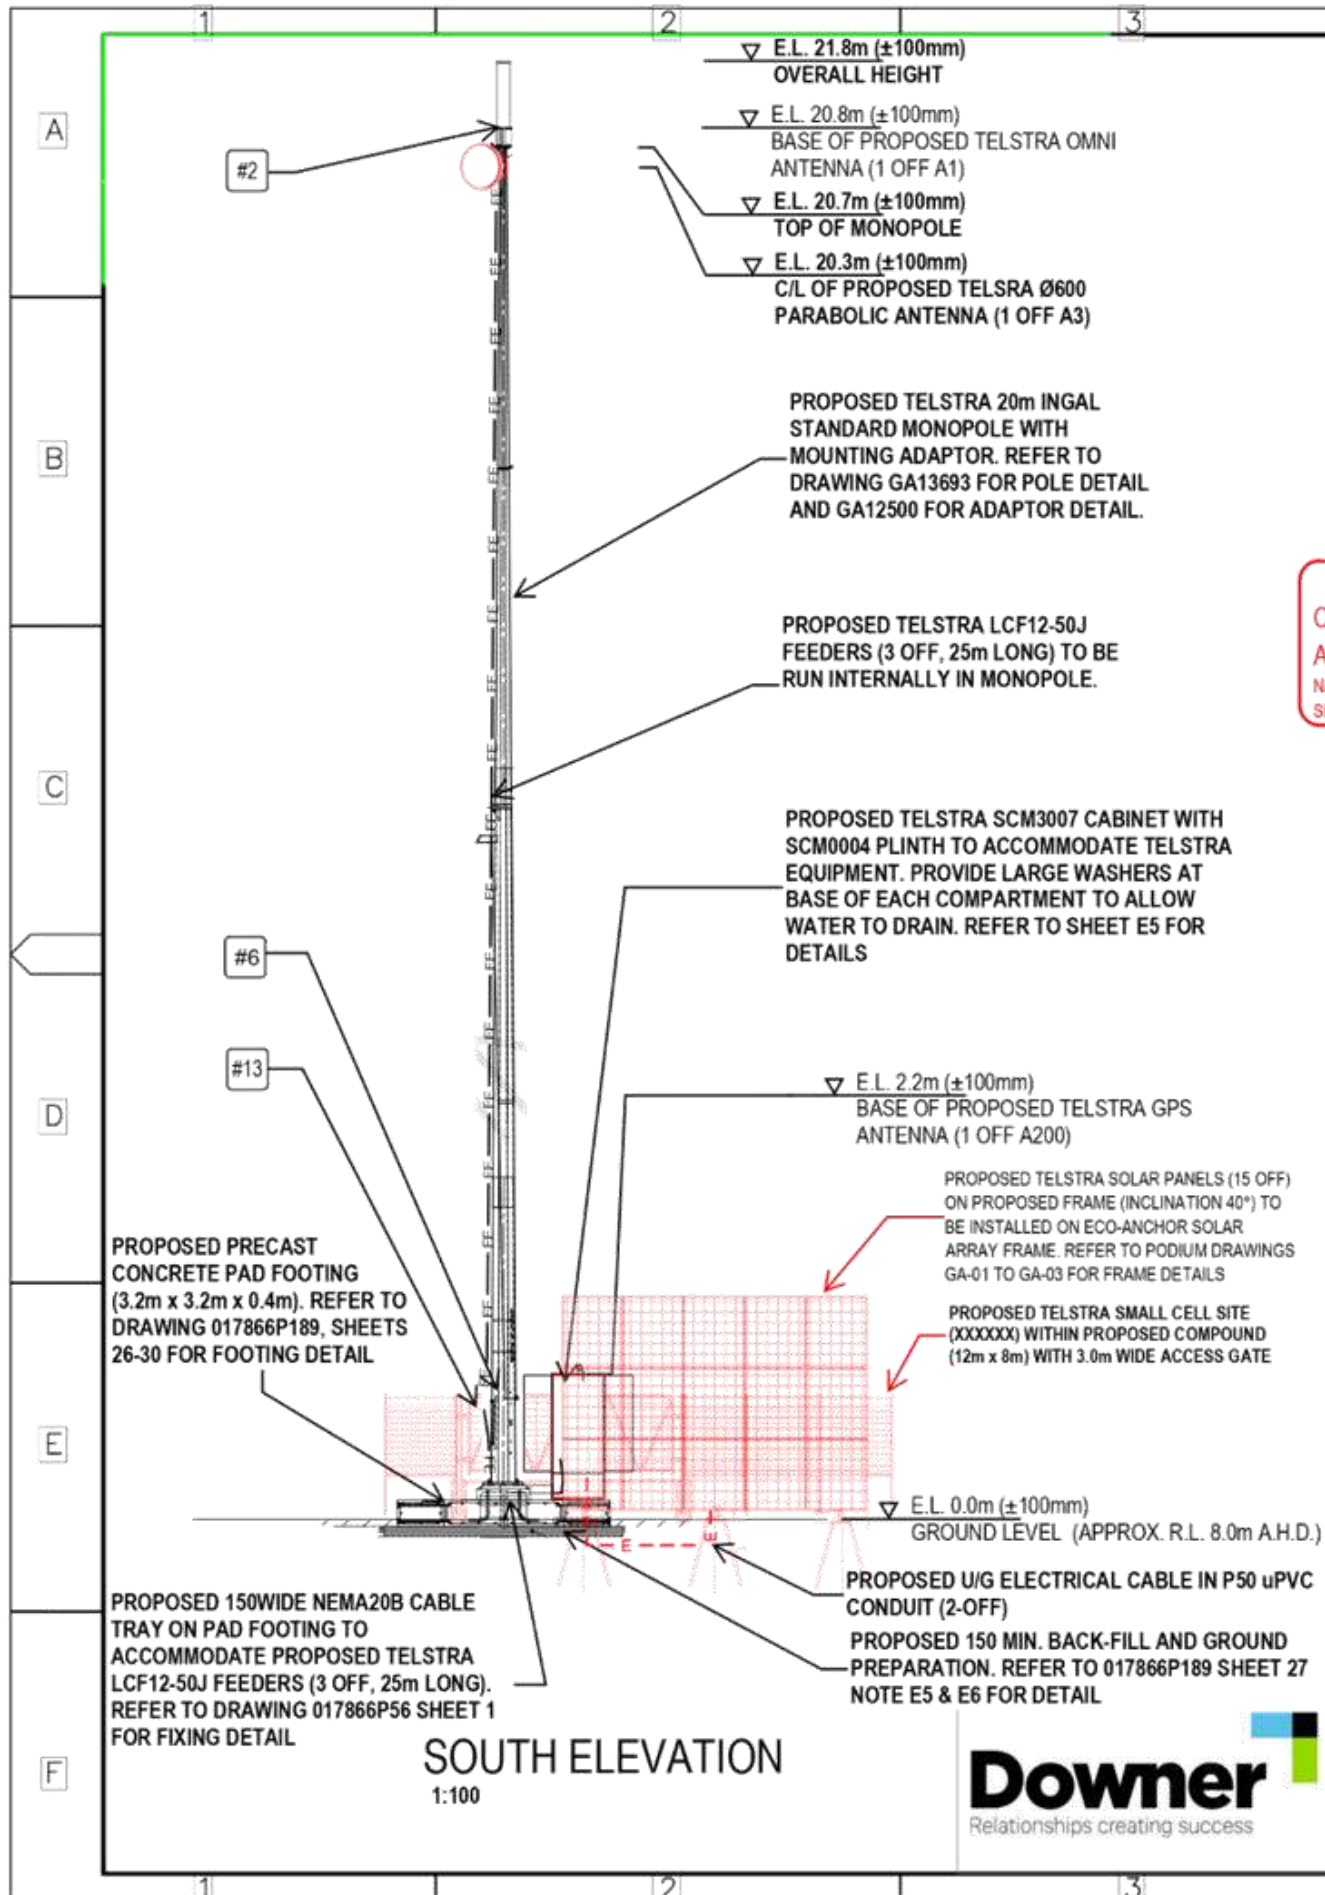 1
2
3
A
B
C
D
E
F
E.L. 21.8m (±100mm)
OVERALL HEIGHT
E.L. 20.8m (±100mm)
BASE OF PROPOSED TELSTRA OMNI
ANTENNA (1 OFF A1)
#2
E.L. 20.7m (±100mm)
TOP OF MONOPOLE
E.L. 20.3m (±100mm)
C/L OF PROPOSED TELSRA Ø600
PARABOLIC ANTENNA (1 OFF A3)
PROPOSED TELSTRA 20m INGAL
STANDARD MONOPOLE WITH
MOUNTING ADAPTOR. REFER TO
DRAWING GA13693 FOR POLE DETAIL
AND GA12500 FOR ADAPTOR DETAIL.
PROPOSED TELSTRA LCF12-50J
FEEDERS (3 OFF, 25m LONG) TO BE
RUN INTERNALLY IN MONOPOLE.
PROPOSED TELSTRA SCM3007 CABINET WITH
SCM0004 PLINTH TO ACCOMMODATE TELSTRA
EQUIPMENT. PROVIDE LARGE WASHERS AT
BASE OF EACH COMPARTMENT TO ALLOW
WATER TO DRAIN. REFER TO SHEET E5 FOR
DETAILS
#6
#13
E.L. 2.2m (±100mm)
BASE OF PROPOSED TELSTRA GPS
ANTENNA (1 OFF A200)
PROPOSED TELSTRA SOLAR PANELS (15 OFF)
ON PROPOSED FRAME (INCLINATION 40°) TO
BE INSTALLED ON ECO-ANCHOR SOLAR
ARRAY FRAME. REFER TO PODIUM DRAWINGS
GA-01 TO GA-03 FOR FRAME DETAILS
PROPOSED TELSTRA SMALL CELL SITE
(XXXXXX) WITHIN PROPOSED COMPOUND
(12m x 8m) WITH 3.0m WIDE ACCESS GATE
PROPOSED PRECAST
CONCRETE PAD FOOTING
(3.2m x 3.2m x 0.4m). REFER TO
DRAWING 017866P189, SHEETS
26-30 FOR FOOTING DETAIL
E.L. 0.0m (±100mm)
GROUND LEVEL (APPROX. R.L. 8.0m A.H.D.)
E
E
PROPOSED U/G ELECTRICAL CABLE IN P50 uPVC
CONDUIT (2-OFF)
PROPOSED 150 MIN. BACK-FILL AND GROUND
PREPARATION. REFER TO 017866P189 SHEET 27
NOTE E5 & E6 FOR DETAIL
PROPOSED 150WIDE NEMA20B CABLE
TRAY ON PAD FOOTING TO
ACCOMMODATE PROPOSED TELSTRA
LCF12-50J FEEDERS (3 OFF, 25m LONG).
REFER TO DRAWING 017866P56 SHEET 1
FOR FIXING DETAIL
SOUTH ELEVATION
1:100
Downer
Relationships creating success
1
2
3